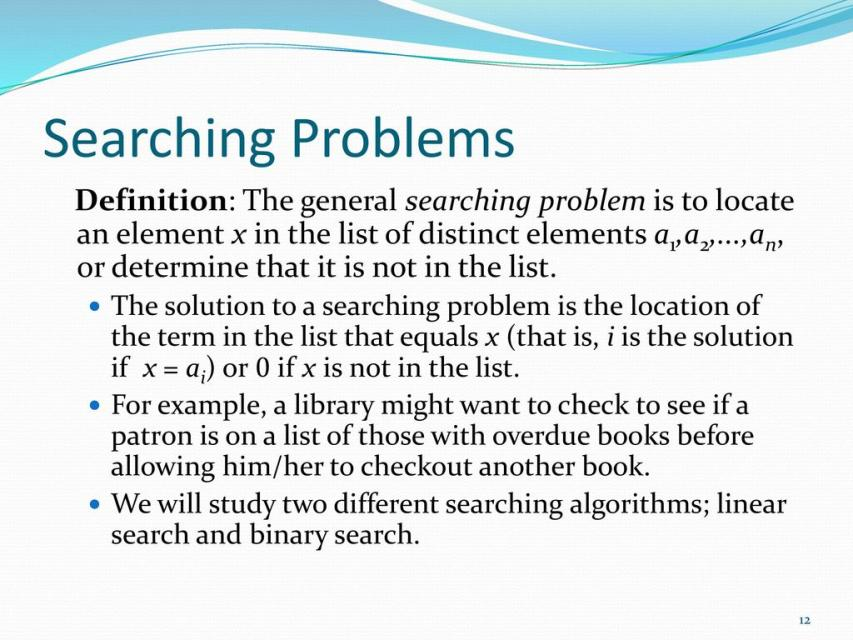 Searching Problems
Definition: The general searching problem is to locate
an element x in the list of distinct elements a₁,a₂,...,aₙ,
or determine that it is not in the list.
• The solution to a searching problem is the location of
the term in the list that equals x (that is, i is the solution
if x = aᵢ) or 0 if x is not in the list.
• For example, a library might want to check to see if a
patron is on a list of those with overdue books before
allowing him/her to checkout another book.
• We will study two different searching algorithms; linear
search and binary search.
12